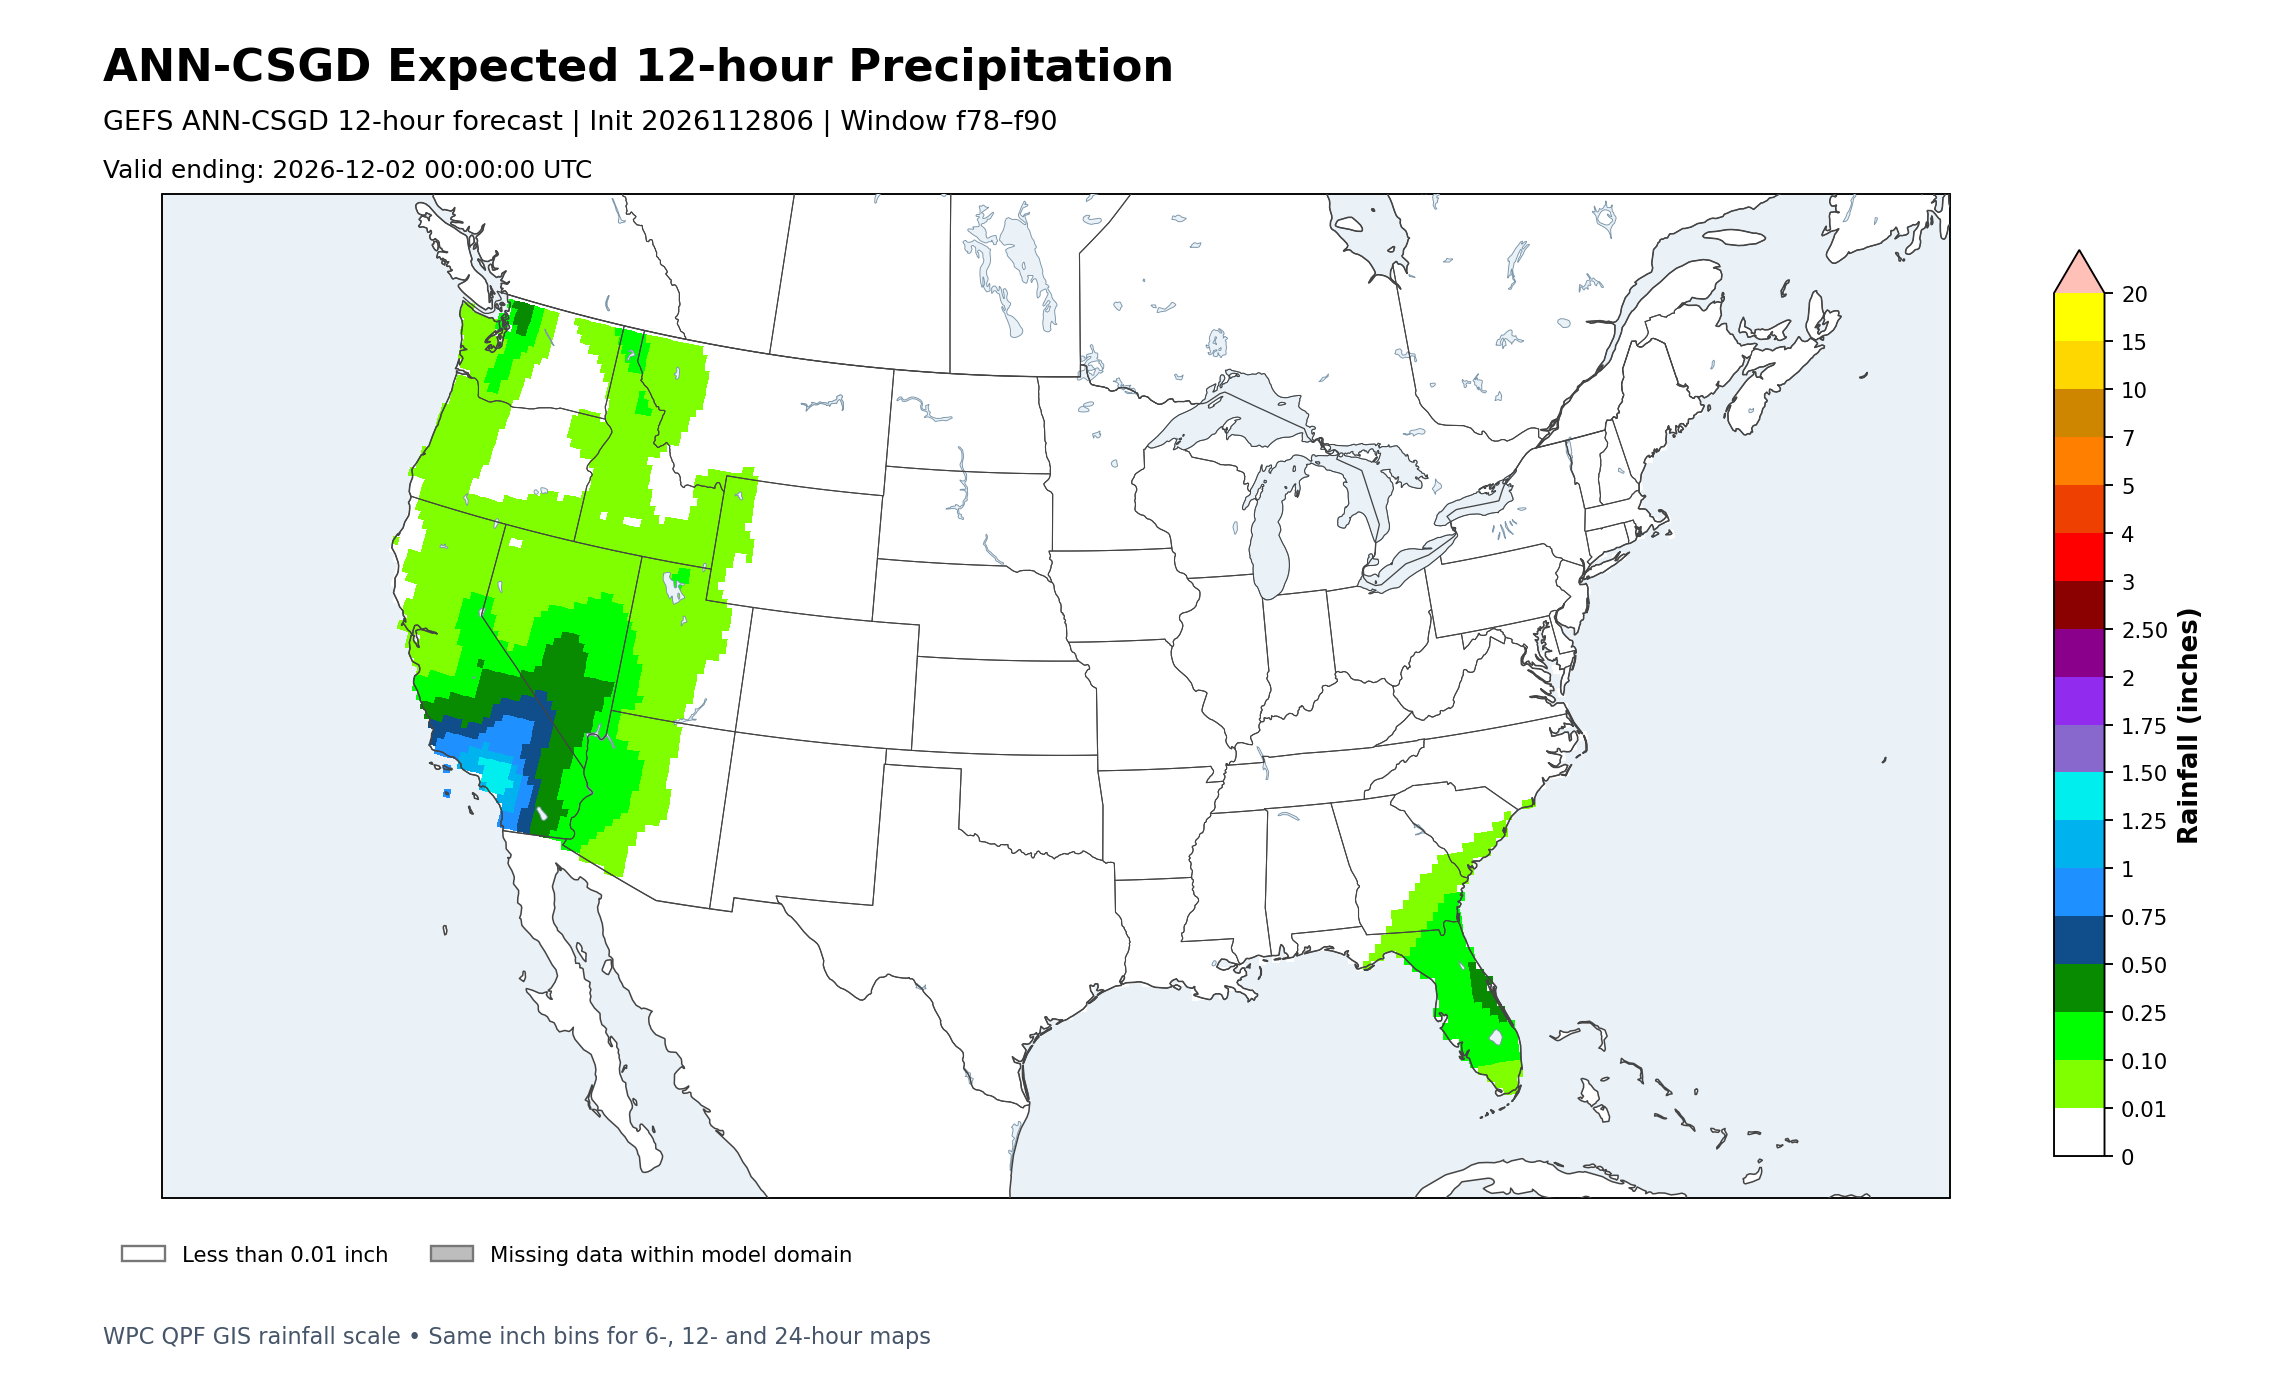 ANN-CSGD Expected 12-hour Precipitation
GEFS ANN-CSGD 12-hour forecast | Init 2026112806 | Window f78–f90
Valid ending: 2026-12-02 00:00:00 UTC
20
15
10
7
5
4
3
2.50
2
1.75
1.50
1.25
1
0.75
0.50
0.25
0.10
0.01
0
Rainfall (inches)
Less than 0.01 inch
Missing data within model domain
WPC QPF GIS rainfall scale • Same inch bins for 6-, 12- and 24-hour maps